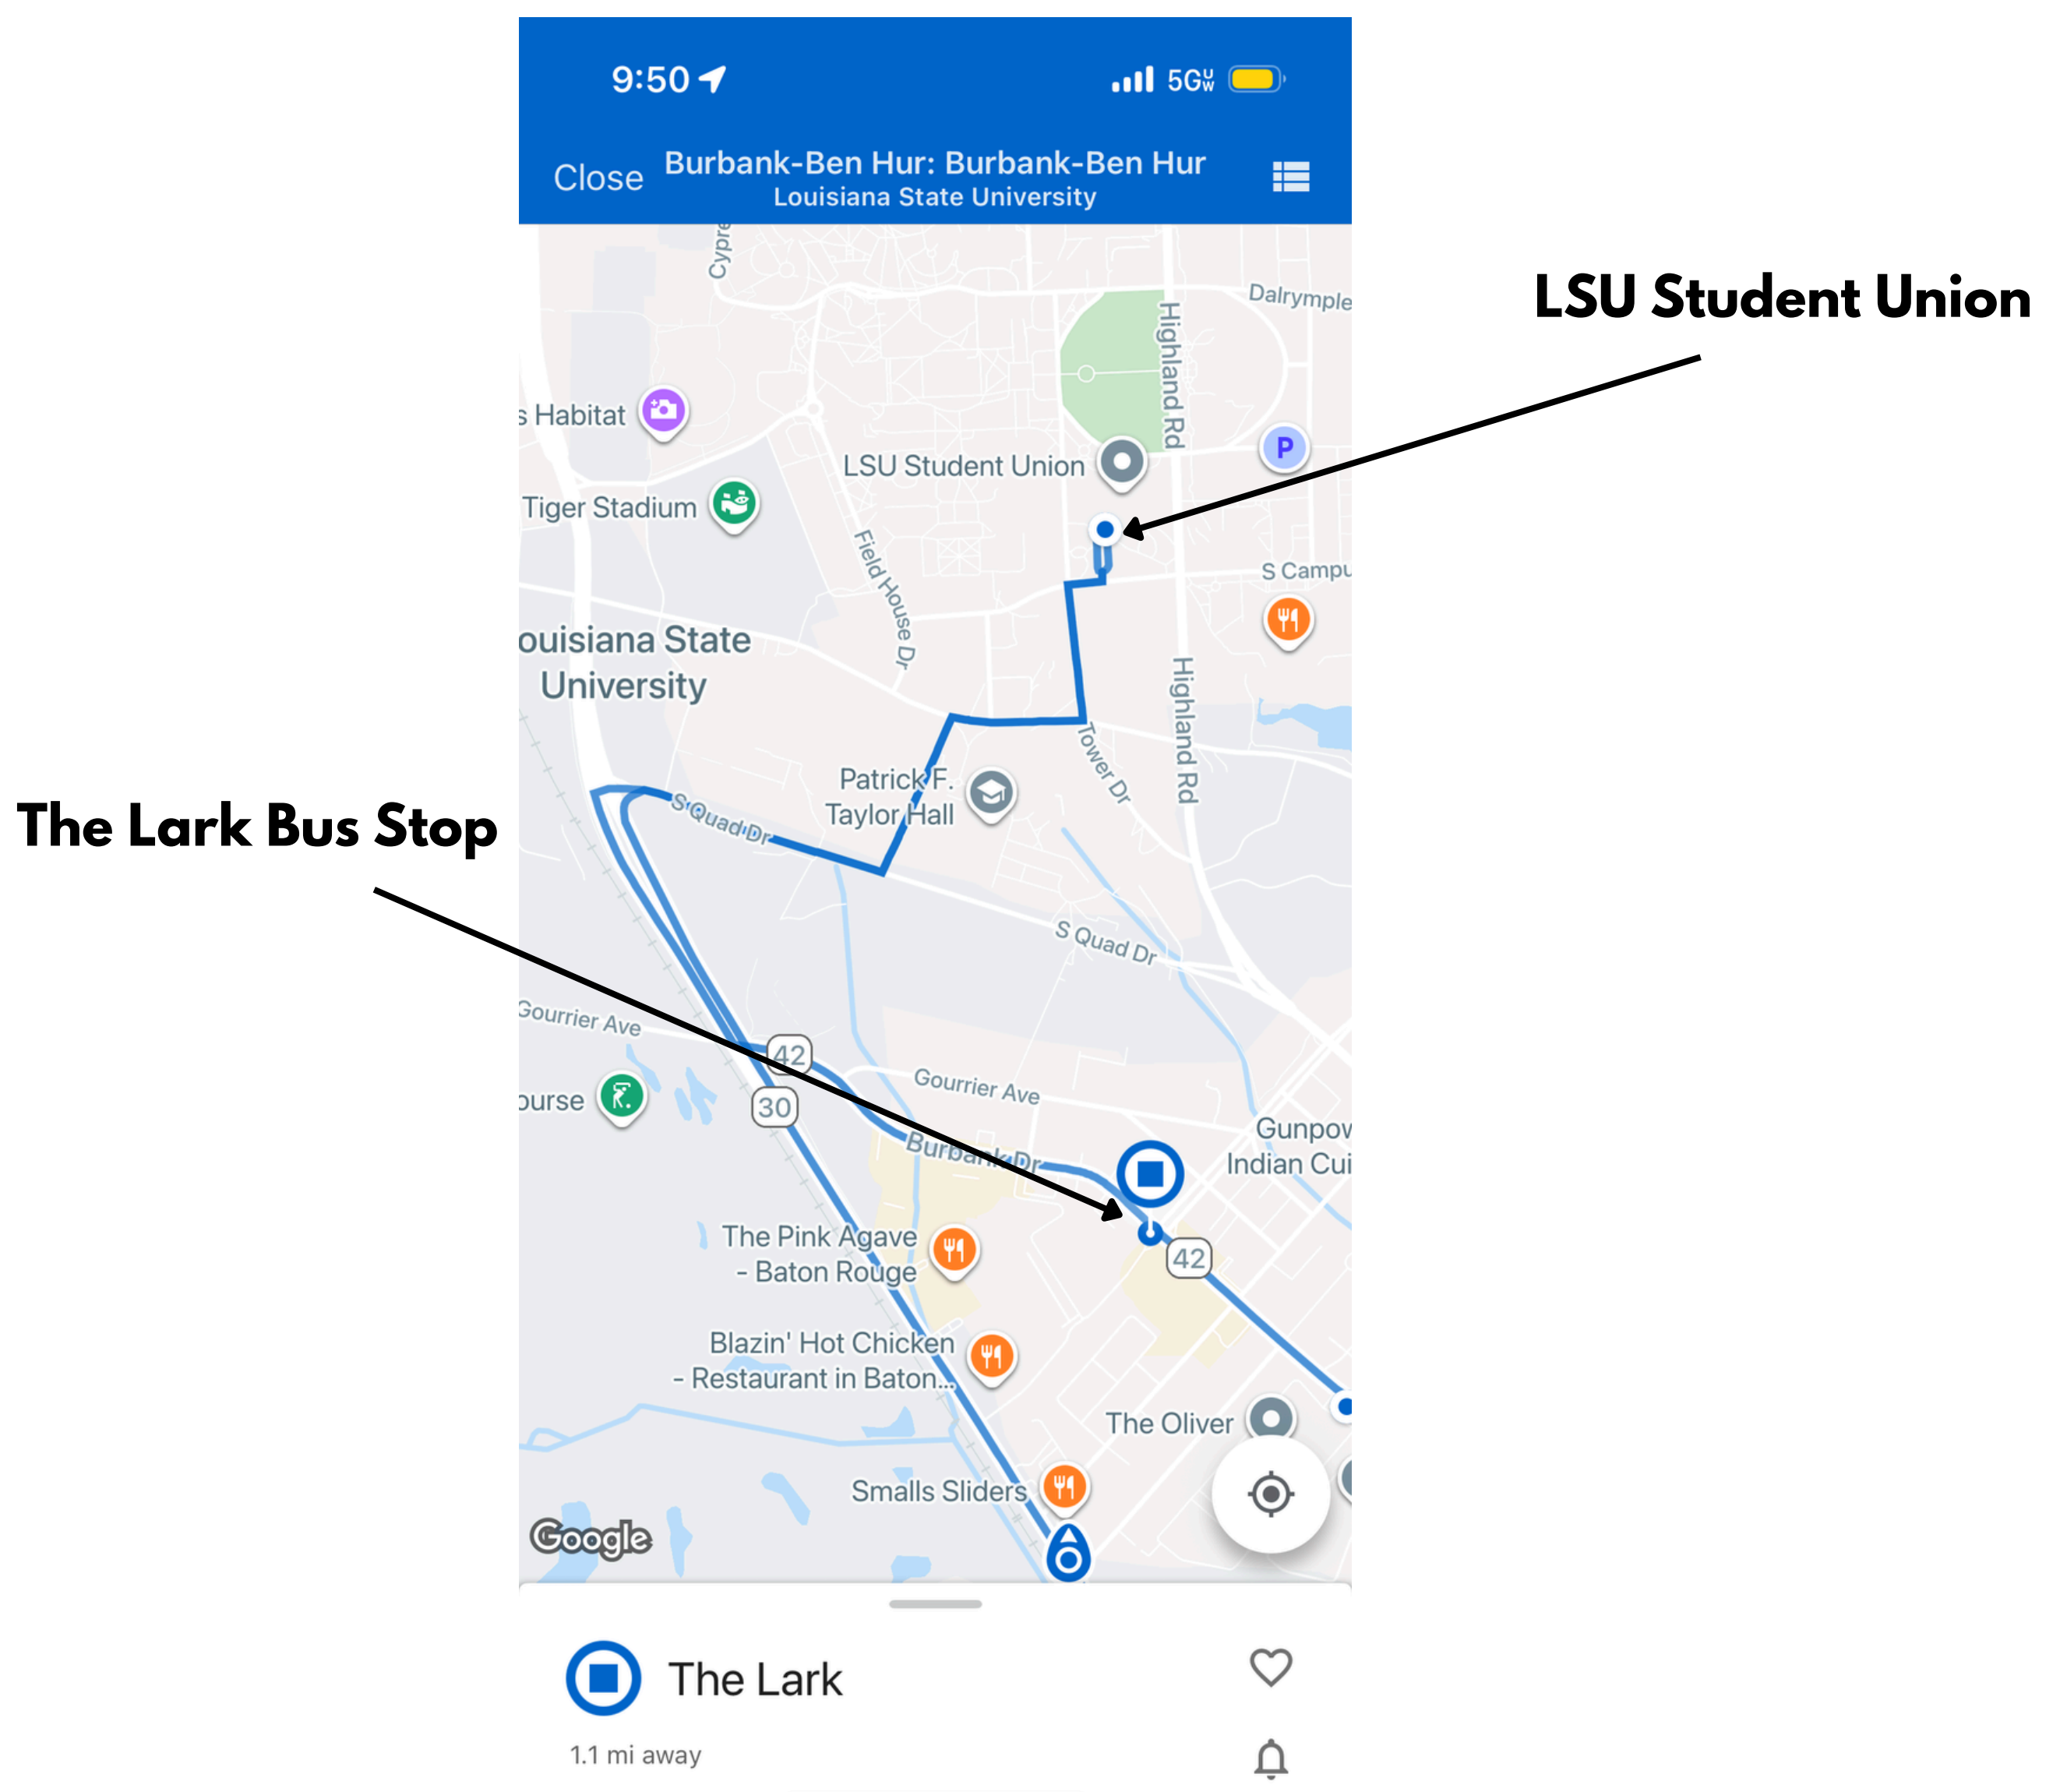 9:50
5GUW
Close
Burbank-Ben Hur: Burbank-Ben Hur
Louisiana State University
LSU Student Union
Cypre
Dalrymple
Highland Rd
s Habitat
P
LSU Student Union
Tiger Stadium
Field House Dr
S Campu
ouisiana State
University
Highland Rd
Tower Dr
Patrick F.
Taylor Hall
The Lark Bus Stop
S Quad Dr
S Quad Dr
Gourrier Ave
42
Gourrier Ave
ourse
30
Gunpow
Indian Cui
Burbank Dr
The Pink Agave
- Baton Rouge
42
Blazin' Hot Chicken
- Restaurant in Baton...
The Oliver
Smalls Sliders
Google
The Lark
1.1 mi away